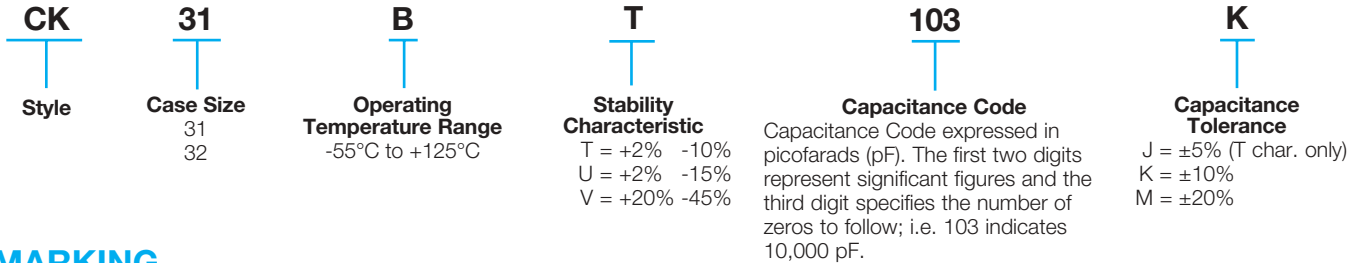 CK 31 B T 103 K
Style
Case Size
31
32
Operating
Temperature Range
-55°C to +125°C
Stability
Characteristic
T = +2% -10%
U = +2% -15%
V = +20% -45%
Capacitance Code
Capacitance Code expressed in
picofarads (pF). The first two digits
represent significant figures and the
third digit specifies the number of
zeros to follow; i.e. 103 indicates
10,000 pF.
Capacitance
Tolerance
J = ±5% (T char. only)
K = ±10%
M = ±20%
MARKING